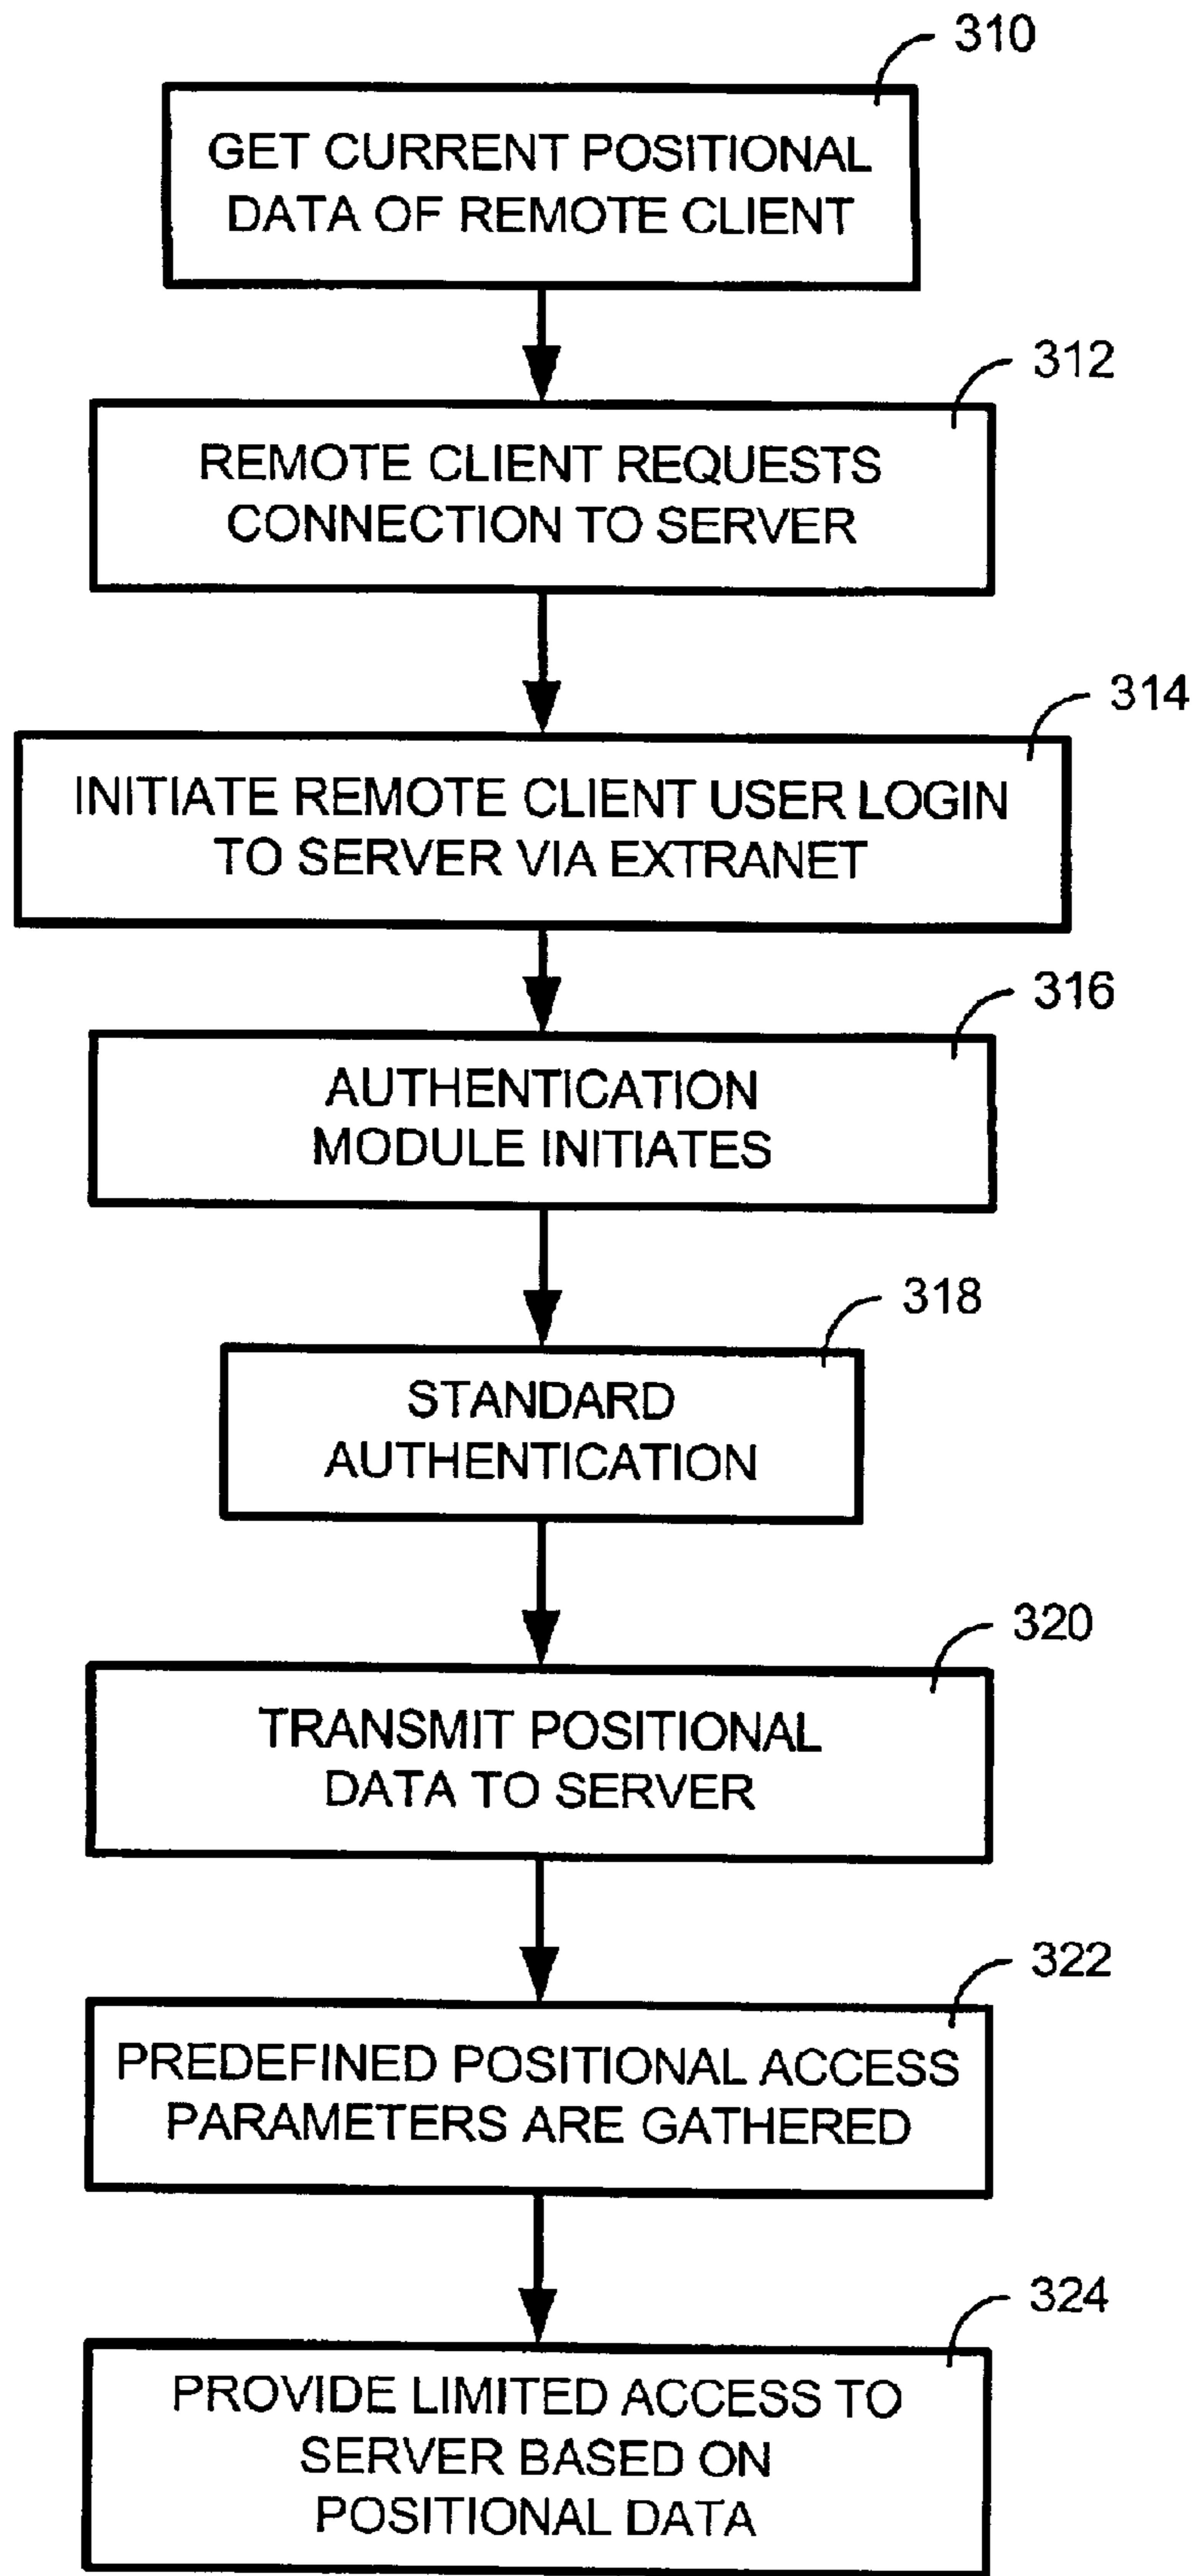 310
GET CURRENT POSITIONAL
DATA OF REMOTE CLIENT
312
REMOTE CLIENT REQUESTS
CONNECTION TO SERVER
314
INITIATE REMOTE CLIENT USER LOGIN
TO SERVER VIA EXTRANET
316
AUTHENTICATION
MODULE INITIATES
318
STANDARD
AUTHENTICATION
320
TRANSMIT POSITIONAL
DATA TO SERVER
322
PREDEFINED POSITIONAL ACCESS
PARAMETERS ARE GATHERED
324
PROVIDE LIMITED ACCESS TO
SERVER BASED ON
POSITIONAL DATA